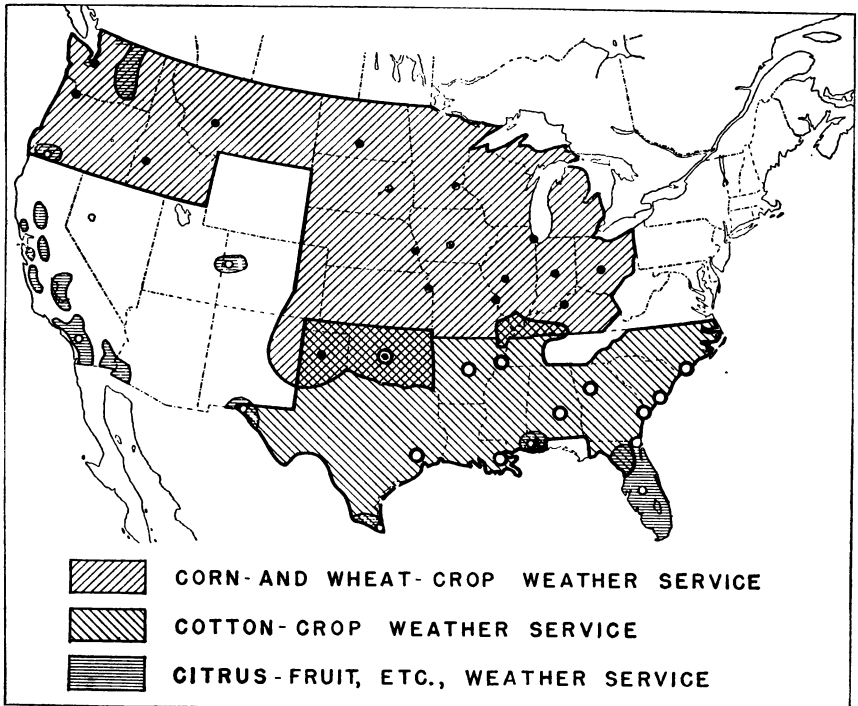 CORN-AND WHEAT-CROP WEATHER SERVICE
COTTON-CROP WEATHER SERVICE
CITRUS-FRUIT, ETC., WEATHER SERVICE